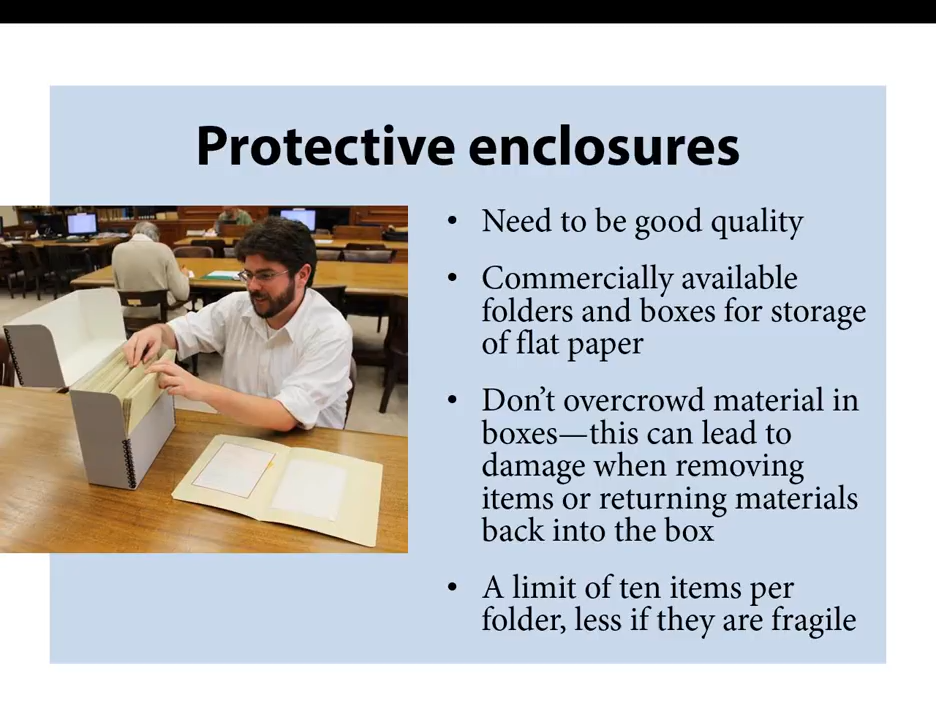 Protective enclosures
• Need to be good quality
• Commercially available
folders and boxes for storage
of flat paper
• Don’t overcrowd material in
boxes—this can lead to
damage when removing
items or returning materials
back into the box
• A limit of ten items per
folder, less if they are fragile